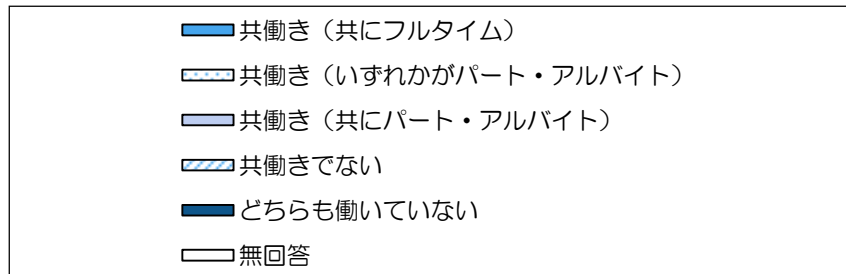 共働き（共にフルタイム）
共働き（いずれかがパート・アルバイト）
共働き（共にパート・アルバイト）
共働きでない
どちらも働いていない
無回答